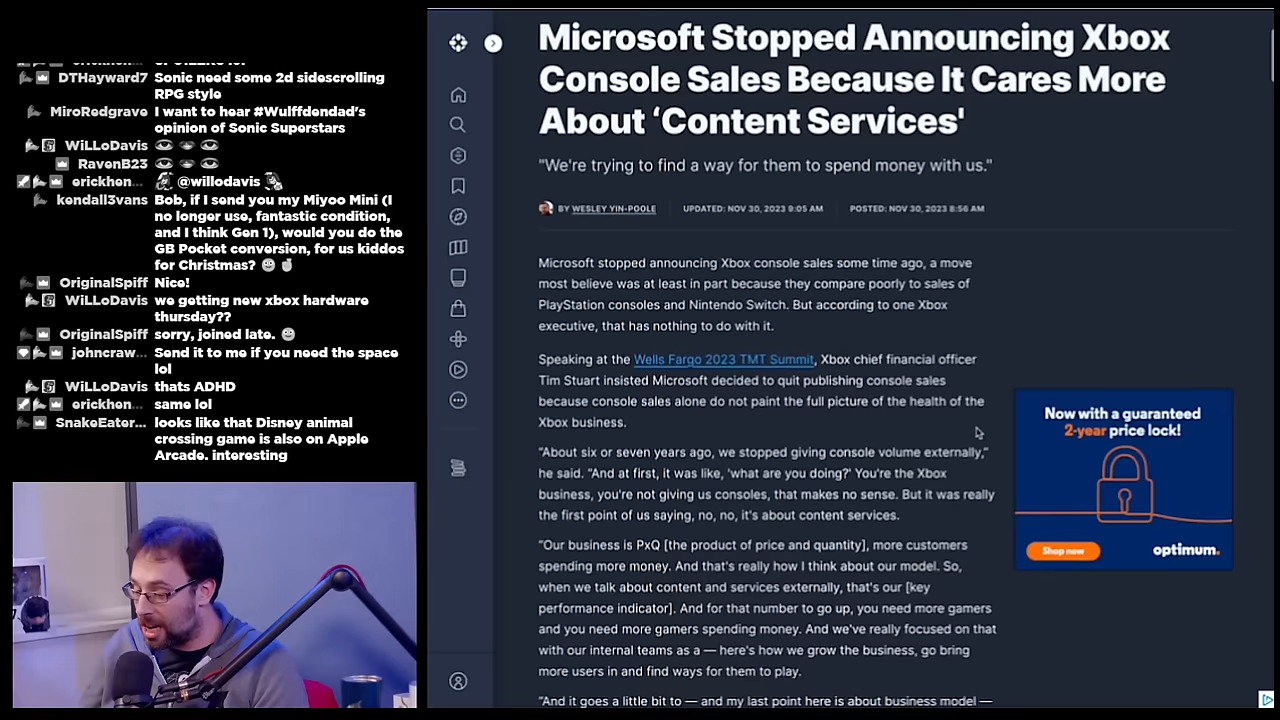 DTHayward7 Sonic need some 2d sidescrolling
RPG style
MiroRedgrave I want to hear #Wulffdendad's
opinion of Sonic Superstars
WiLLoDavis
RavenB23
erickhen... @willodavis
kendall3vans Bob, if I send you my Miyoo Mini (I
no longer use, fantastic condition,
and I think Gen 1), would you do the
GB Pocket conversion, for us kiddos
for Christmas?
OriginalSpiff Nice!
WiLLoDavis we getting new xbox hardware
thursday??
OriginalSpiff sorry, joined late.
johncraw... Send it to me if you need the space
lol
WiLLoDavis thats ADHD
erickhen... same lol
SnakeEater... looks like that Disney animal
crossing game is also on Apple
Arcade. interesting
Microsoft Stopped Announcing Xbox
Console Sales Because It Cares More
About ‘Content Services'
"We're trying to find a way for them to spend money with us."
BY WESLEY YIN-POOLE UPDATED: NOV 30, 2023 9:05 AM POSTED: NOV 30, 2023 8:56 AM
Microsoft stopped announcing Xbox console sales some time ago, a move
most believe was at least in part because they compare poorly to sales of
PlayStation consoles and Nintendo Switch. But according to one Xbox
executive, that has nothing to do with it.
Speaking at the Wells Fargo 2023 TMT Summit, Xbox chief financial officer
Tim Stuart insisted Microsoft decided to quit publishing console sales
because console sales alone do not paint the full picture of the health of the
Xbox business.
“About six or seven years ago, we stopped giving console volume externally,”
he said. “And at first, it was like, 'what are you doing?' You're the Xbox
business, you're not giving us consoles, that makes no sense. But it was really
the first point of us saying, no, no, it's about content services.
“Our business is PxQ [the product of price and quantity], more customers
spending more money. And that's really how I think about our model. So,
when we talk about content and services externally, that's our [key
performance indicator]. And for that number to go up, you need more gamers
and you need more gamers spending money. And we've really focused on that
with our internal teams as a — here's how we grow the business, go bring
more users in and find ways for them to play.
“And it goes a little bit to — and my last point here is about business model —
Now with a guaranteed
2-year price lock!
Shop now optimum.